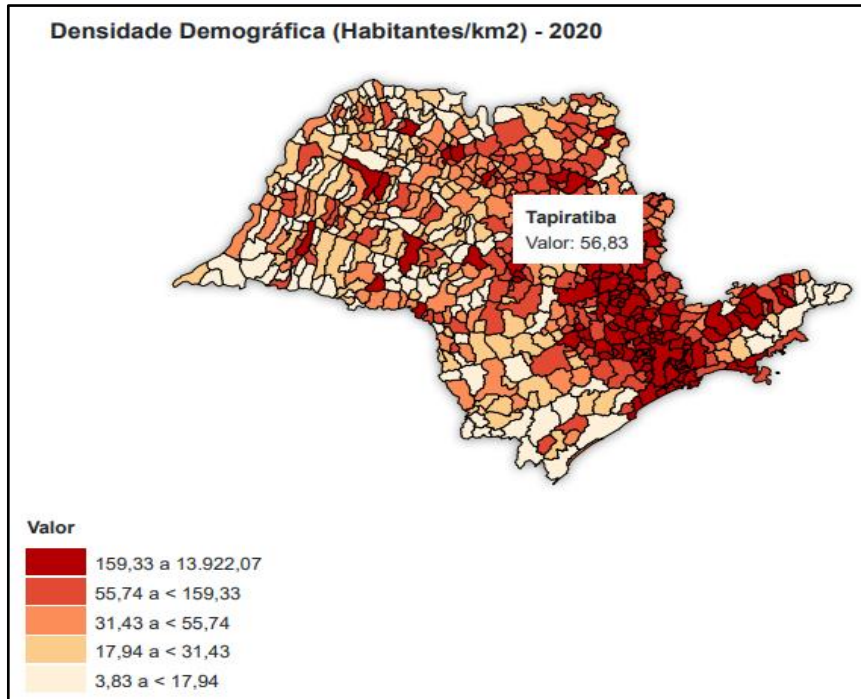 Densidade Demográfica (Habitantes/km2) - 2020
Tapiratiba
Valor: 56,83
Valor
159,33 a 13.922,07
55,74 a < 159,33
31,43 a < 55,74
17,94 a < 31,43
3,83 a < 17,94